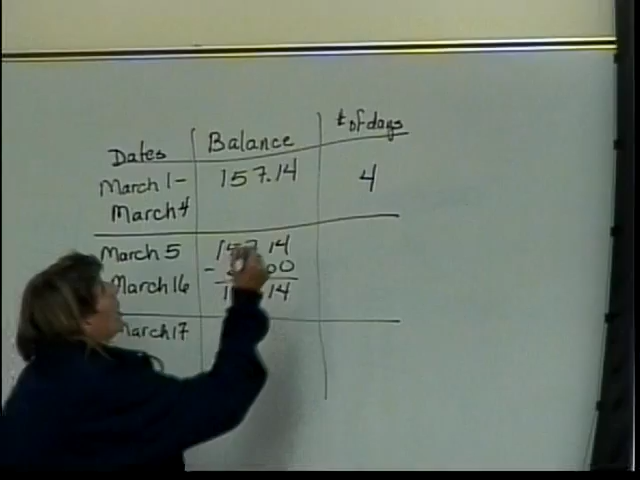 Dates Balance # of days
March 1- 157.14 4
March 4
March 5 14
- 00
March 16 14
March 17